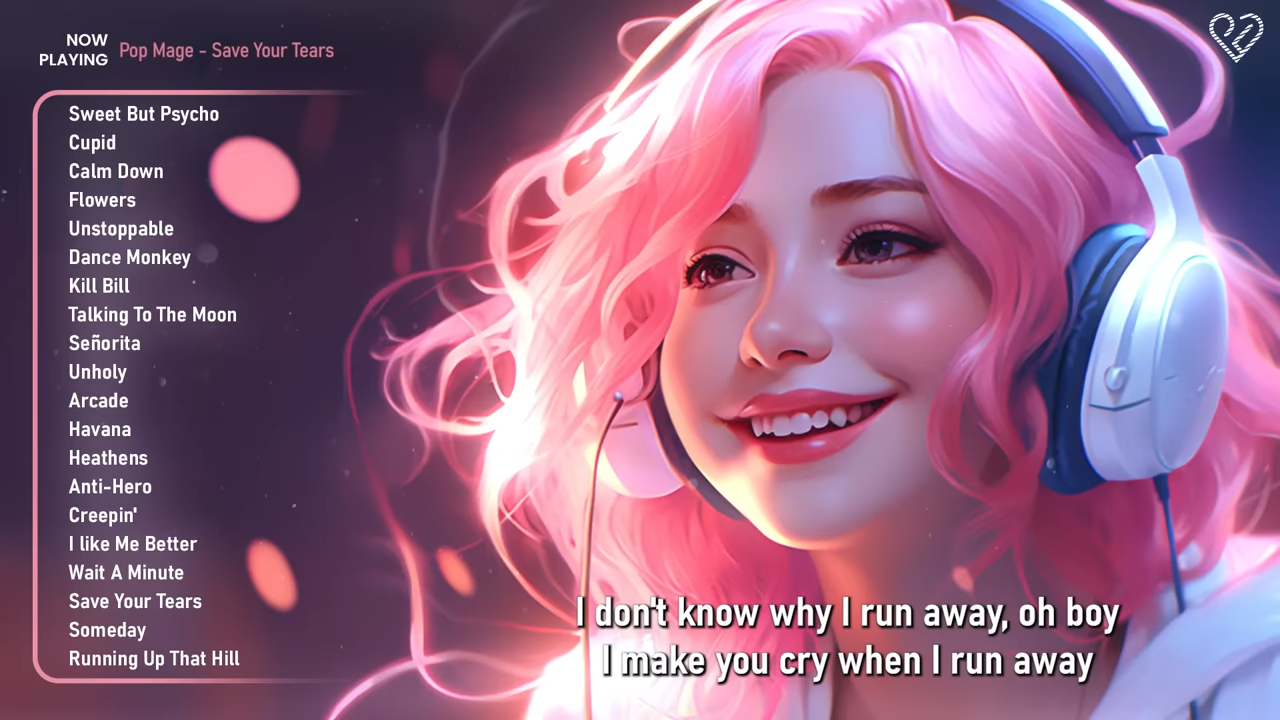 NOW
PLAYING
Pop Mage - Save Your Tears
Sweet But Psycho
Cupid
Calm Down
Flowers
Unstoppable
Dance Monkey
Kill Bill
Talking To The Moon
Señorita
Unholy
Arcade
Havana
Heathens
Anti-Hero
Creepin'
I like Me Better
Wait A Minute
Save Your Tears
Someday
Running Up That Hill
I don't know why I run away, oh boy
I make you cry when I run away